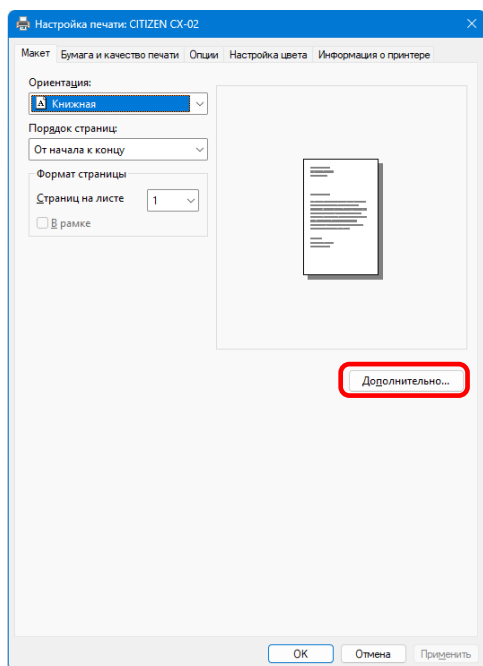 Настройка печати: CITIZEN CX-02
Макет Бумага и качество печати Опции Настройка цвета Информация о принтере
Ориентация:
A Книжная
Порядок страниц:
От начала к концу
Формат страницы
Страниц на листе 1
В рамке
Дополнительно...
OK Отмена Применить